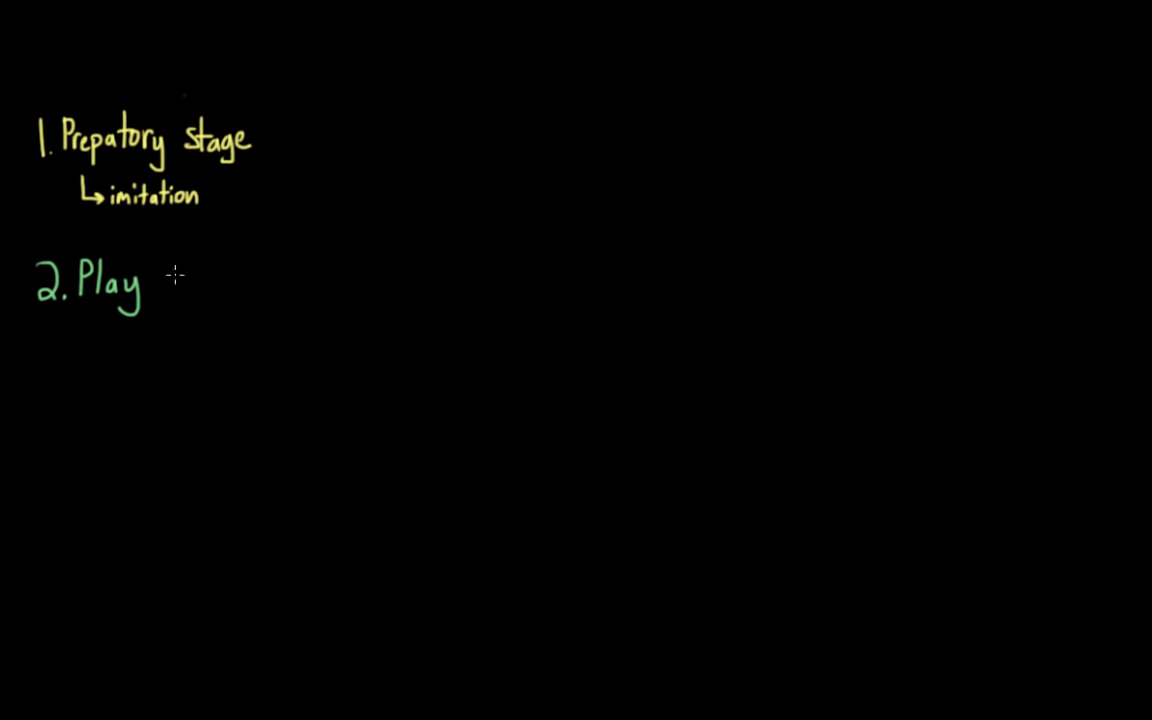 1. Prepatory stage
↳ imitation
2. Play